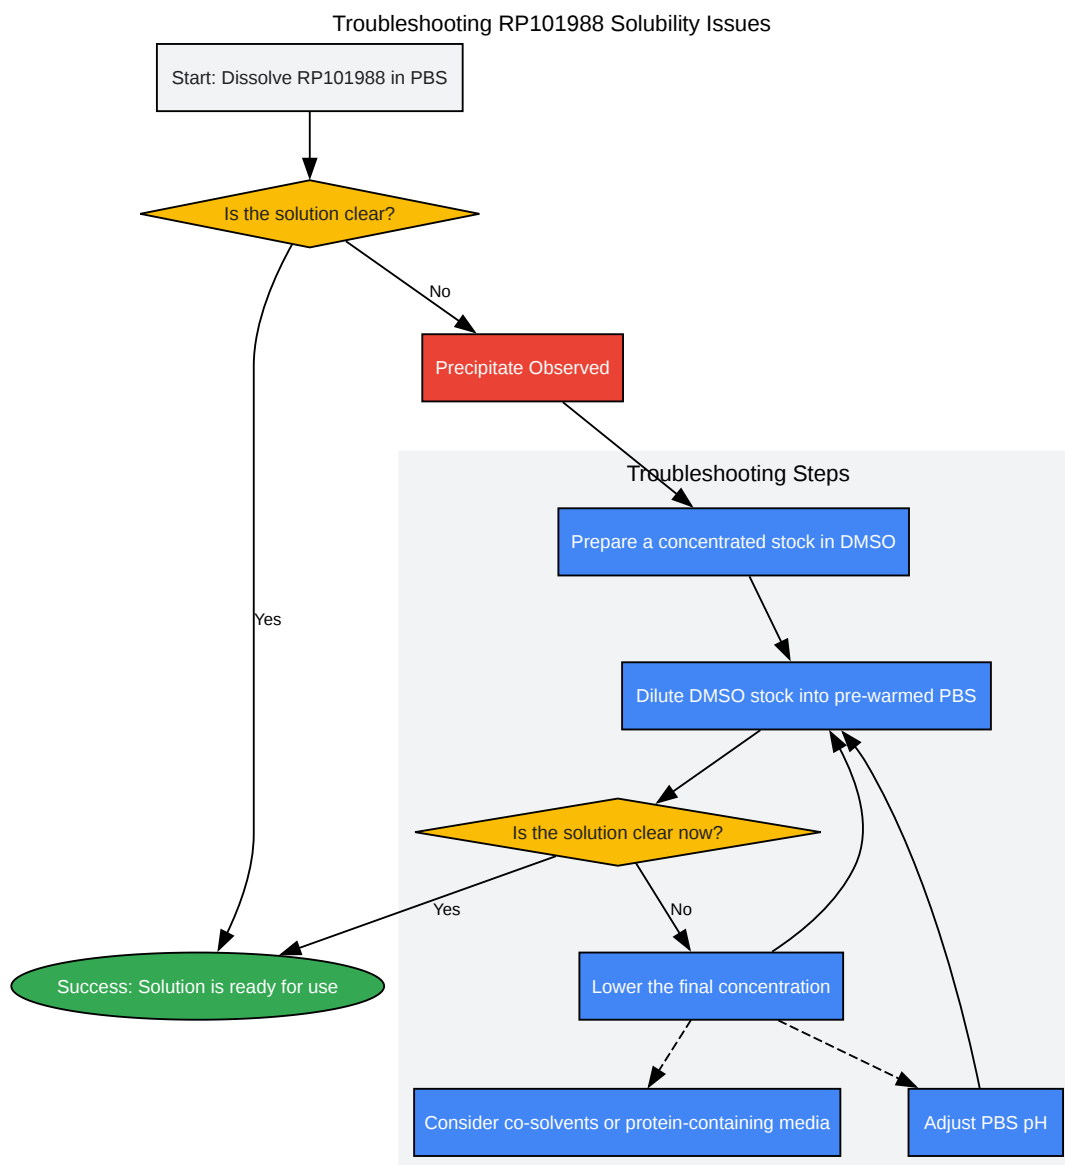 Troubleshooting RP101988 Solubility Issues
Start: Dissolve RP101988 in PBS
Is the solution clear?
No
Precipitate Observed
Troubleshooting Steps
Prepare a concentrated stock in DMSO
Yes
Dilute DMSO stock into pre-warmed PBS
Is the solution clear now?
Yes
No
Success: Solution is ready for use
Lower the final concentration
Consider co-solvents or protein-containing media
Adjust PBS pH